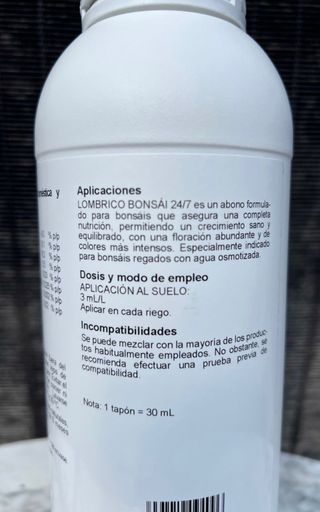 Aplicaciones
LOMBRICO BONSÁI 24/7 es un abono formula-
do para bonsáis que asegura una completa
nutrición, permitiendo un crecimiento sano y
equilibrado, con una floración abundante y de
colores más intensos. Especialmente indicado
para bonsáis regados con agua osmotizada.
Dosis y modo de empleo
APLICACIÓN AL SUELO:
3 mL/L
Aplicar en cada riego.
Incompatibilidades
Se puede mezclar con la mayoría de los produc-
tos habitualmente empleados. No obstante, se
recomienda efectuar una prueba previa de
compatibilidad.
Nota: 1 tapón = 30 mL
y
% p/p
% p/p
% p/p
% p/p
% p/p
% p/p
% p/p